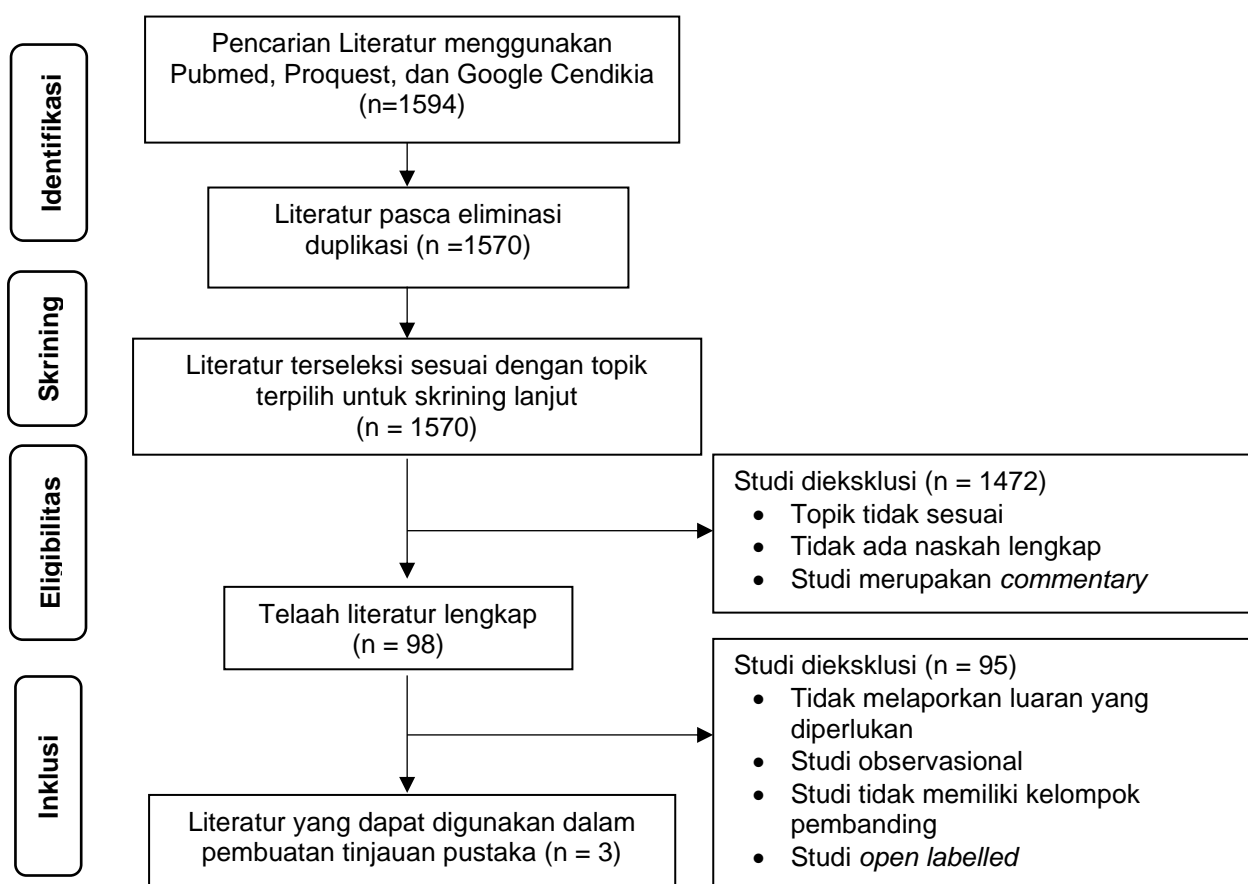 Identifikasi
Pencarian Literatur menggunakan
Pubmed, Proquest, dan Google Cendikia
(n=1594)
Literatur pasca eliminasi
duplikasi (n =1570)
Skrining
Literatur terseleksi sesuai dengan topik
terpilih untuk skrining lanjut
(n = 1570)
Eligibilitas
Studi dieksklusi (n = 1472)
• Topik tidak sesuai
• Tidak ada naskah lengkap
• Studi merupakan commentary
Telaah literatur lengkap
(n = 98)
Studi dieksklusi (n = 95)
• Tidak melaporkan luaran yang
diperlukan
• Studi observasional
• Studi tidak memiliki kelompok
pembanding
• Studi open labelled
Inklusi
Literatur yang dapat digunakan dalam
pembuatan tinjauan pustaka (n = 3)